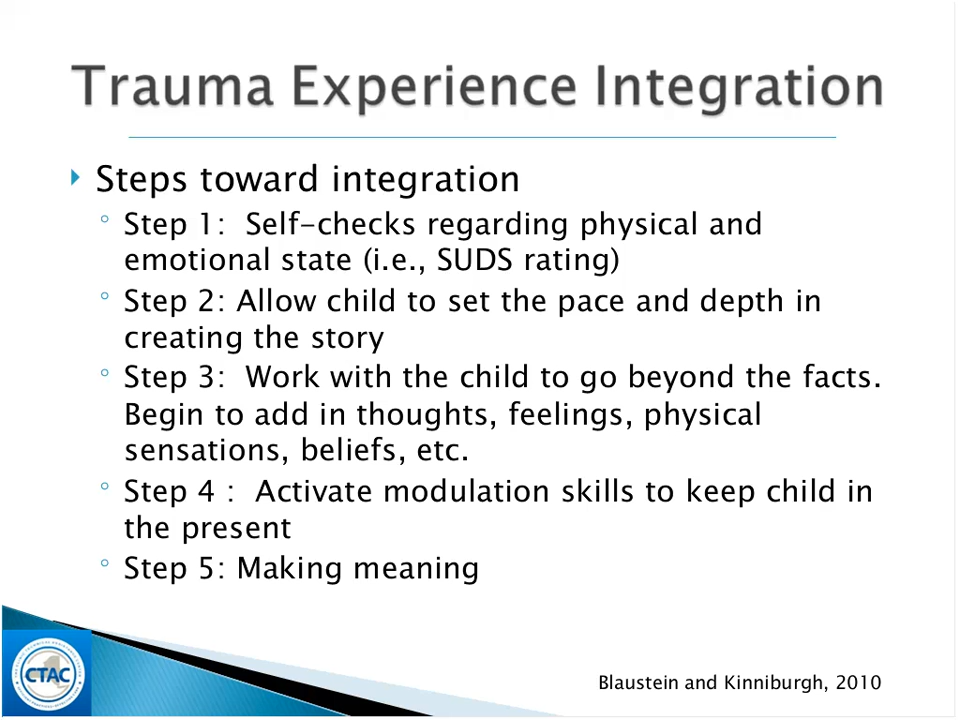 Trauma Experience Integration
Steps toward integration
Step 1:  Self-checks regarding physical and
emotional state (i.e., SUDS rating)
Step 2: Allow child to set the pace and depth in
creating the story
Step 3:  Work with the child to go beyond the facts.
Begin to add in thoughts, feelings, physical
sensations, beliefs, etc.
Step 4 :  Activate modulation skills to keep child in
the present
Step 5: Making meaning
CTAC
Blaustein and Kinniburgh, 2010